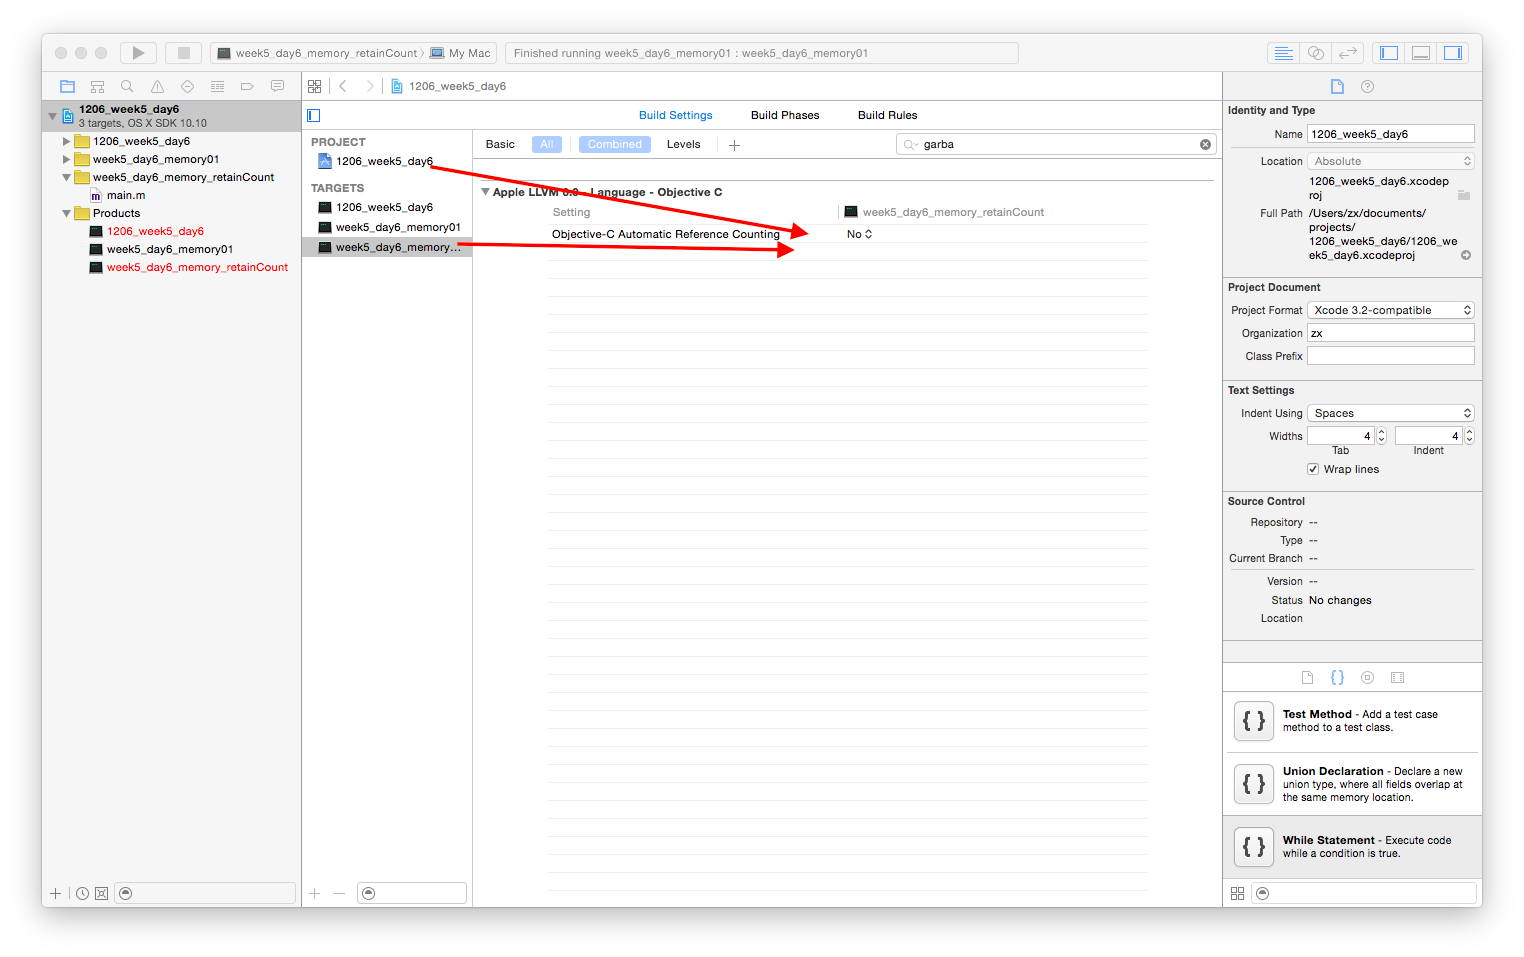 week5_day6_memory_retainCount 〉 My Mac
Finished running week5_day6_memory01 : week5_day6_memory01
1206_week5_day6
3 targets, OS X SDK 10.10
1206_week5_day6
week5_day6_memory01
week5_day6_memory_retainCount
main.m
Products
1206_week5_day6
week5_day6_memory01
week5_day6_memory_retainCount
1206_week5_day6
Build Settings
Build Phases
Build Rules
PROJECT
1206_week5_day6
TARGETS
1206_week5_day6
week5_day6_memory01
week5_day6_memory...
Basic
All
Combined
Levels
garba
Apple LLVM 6.0 - Language - Objective C
Setting
week5_day6_memory_retainCount
Objective-C Automatic Reference Counting
No
Identity and Type
Name 1206_week5_day6
Location Absolute
1206_week5_day6.xcodep
roj
Full Path /Users/zx/documents/
projects/
1206_week5_day6/1206_we
ek5_day6.xcodeproj
Project Document
Project Format Xcode 3.2-compatible
Organization zx
Class Prefix
Text Settings
Indent Using Spaces
Widths 4 4
Tab Indent
Wrap lines
Source Control
Repository --
Type --
Current Branch --
Version --
Status No changes
Location
{ } Test Method - Add a test case
method to a test class.
{ } Union Declaration - Declare a new
union type, where all fields overlap at
the same memory location.
{ } While Statement - Execute code
while a condition is true.